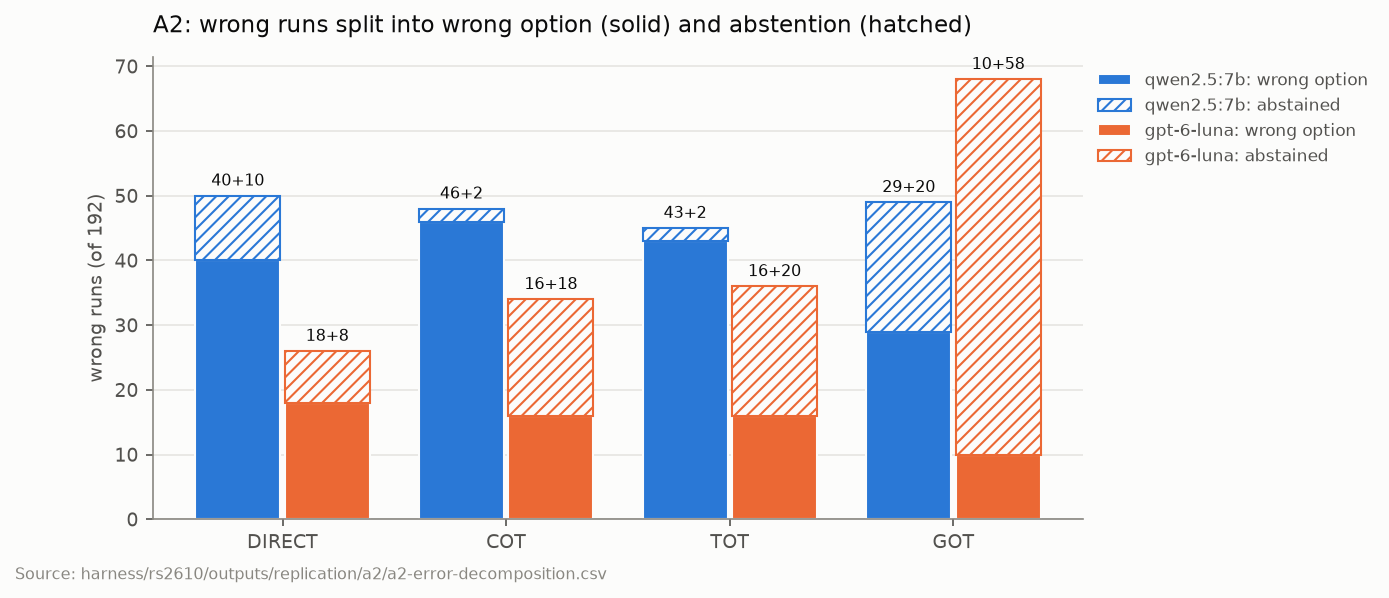 A2: wrong runs split into wrong option (solid) and abstention (hatched)
wrong runs (of 192)
70
60
50
40
30
20
10
0
40+10
18+8
46+2
16+18
43+2
16+20
29+20
10+58
DIRECT
COT
TOT
GOT
qwen2.5:7b: wrong option
qwen2.5:7b: abstained
gpt-6-luna: wrong option
gpt-6-luna: abstained
Source: harness/rs2610/outputs/replication/a2/a2-error-decomposition.csv